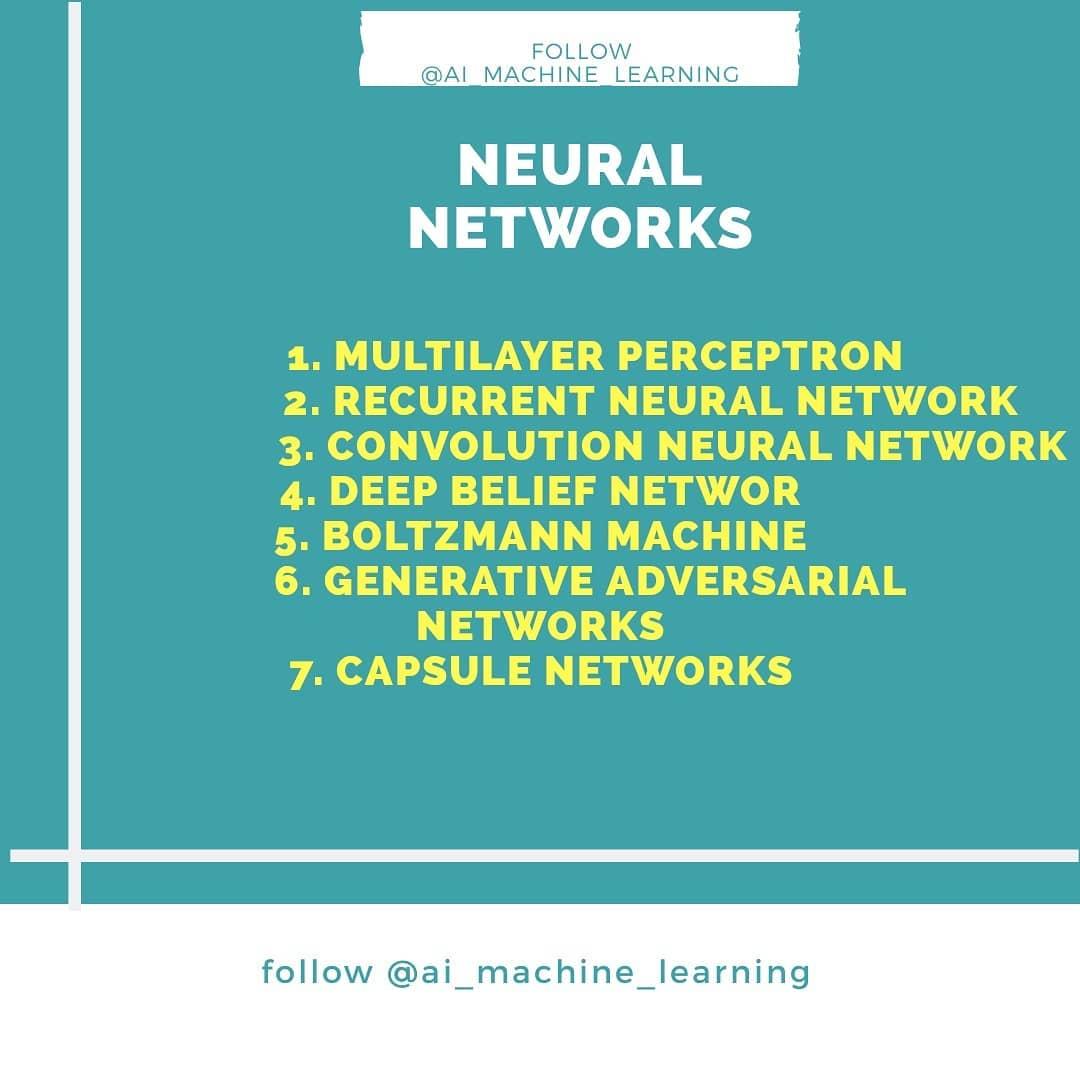 FOLLOW
@AI_MACHINE_LEARNING
NEURAL
NETWORKS
1. MULTILAYER PERCEPTRON
2. RECURRENT NEURAL NETWORK
3. CONVOLUTION NEURAL NETWORK
4. DEEP BELIEF NETWOR
5. BOLTZMANN MACHINE
6. GENERATIVE ADVERSARIAL
NETWORKS
7. CAPSULE NETWORKS
follow @ai_machine_learning